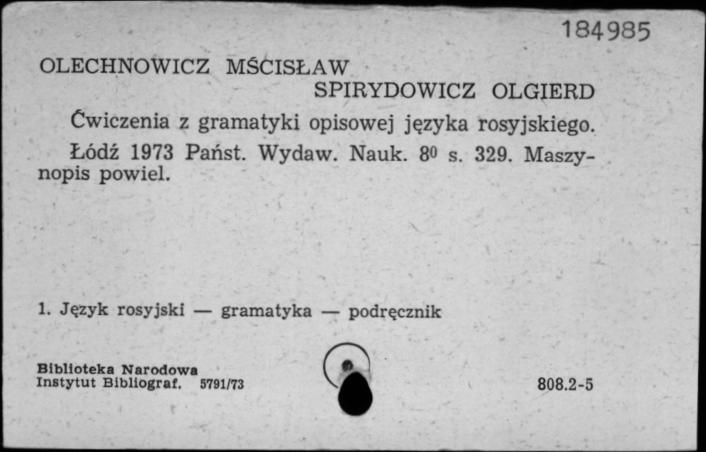 184985
OLECHNOWICZ MŚCISŁAW
SPIRYDOWICZ OLGIERD
Ćwiczenia z gramatyki opisowej języka rosyjskiego.
Łódź 1973 Państ. Wydaw. Nauk. 8⁰ s. 329. Maszy-
nopis powiel.
1. Język rosyjski — gramatyka — podręcznik
Biblioteka Narodowa
Instytut Bibliograf. 5791/73
808.2-5